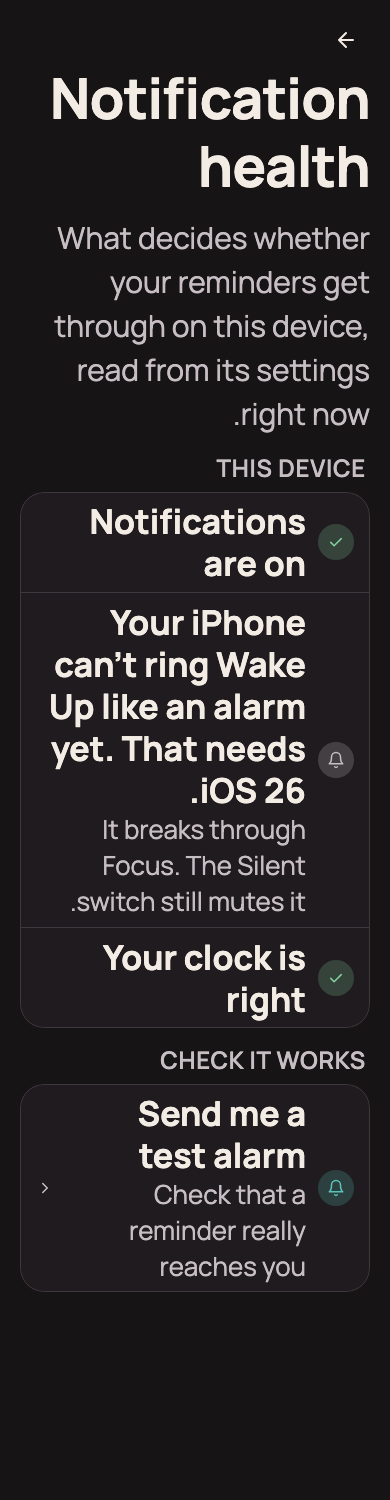 Notification
health
What decides whether
your reminders get
through on this device,
read from its settings
.right now
THIS DEVICE
Notifications
are on
Your iPhone
can't ring Wake
Up like an alarm
yet. That needs
.iOS 26
It breaks through
Focus. The Silent
.switch still mutes it
Your clock is
right
CHECK IT WORKS
Send me a
test alarm
Check that a
reminder really
reaches you